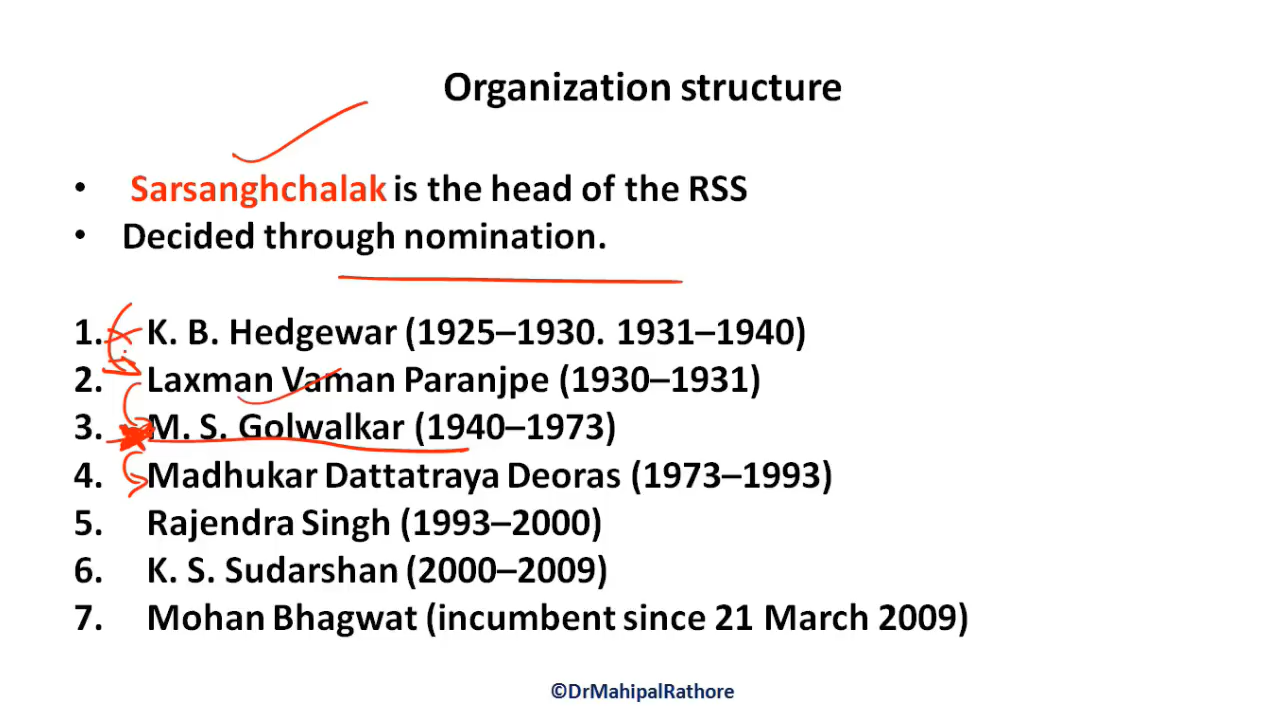 Organization structure
• Sarsanghchalak is the head of the RSS
• Decided through nomination.
1. K. B. Hedgewar (1925–1930. 1931–1940)
2. Laxman Vaman Paranjpe (1930–1931)
3. M. S. Golwalkar (1940–1973)
4. Madhukar Dattatraya Deoras (1973–1993)
5. Rajendra Singh (1993–2000)
6. K. S. Sudarshan (2000–2009)
7. Mohan Bhagwat (incumbent since 21 March 2009)
©DrMahipalRathore